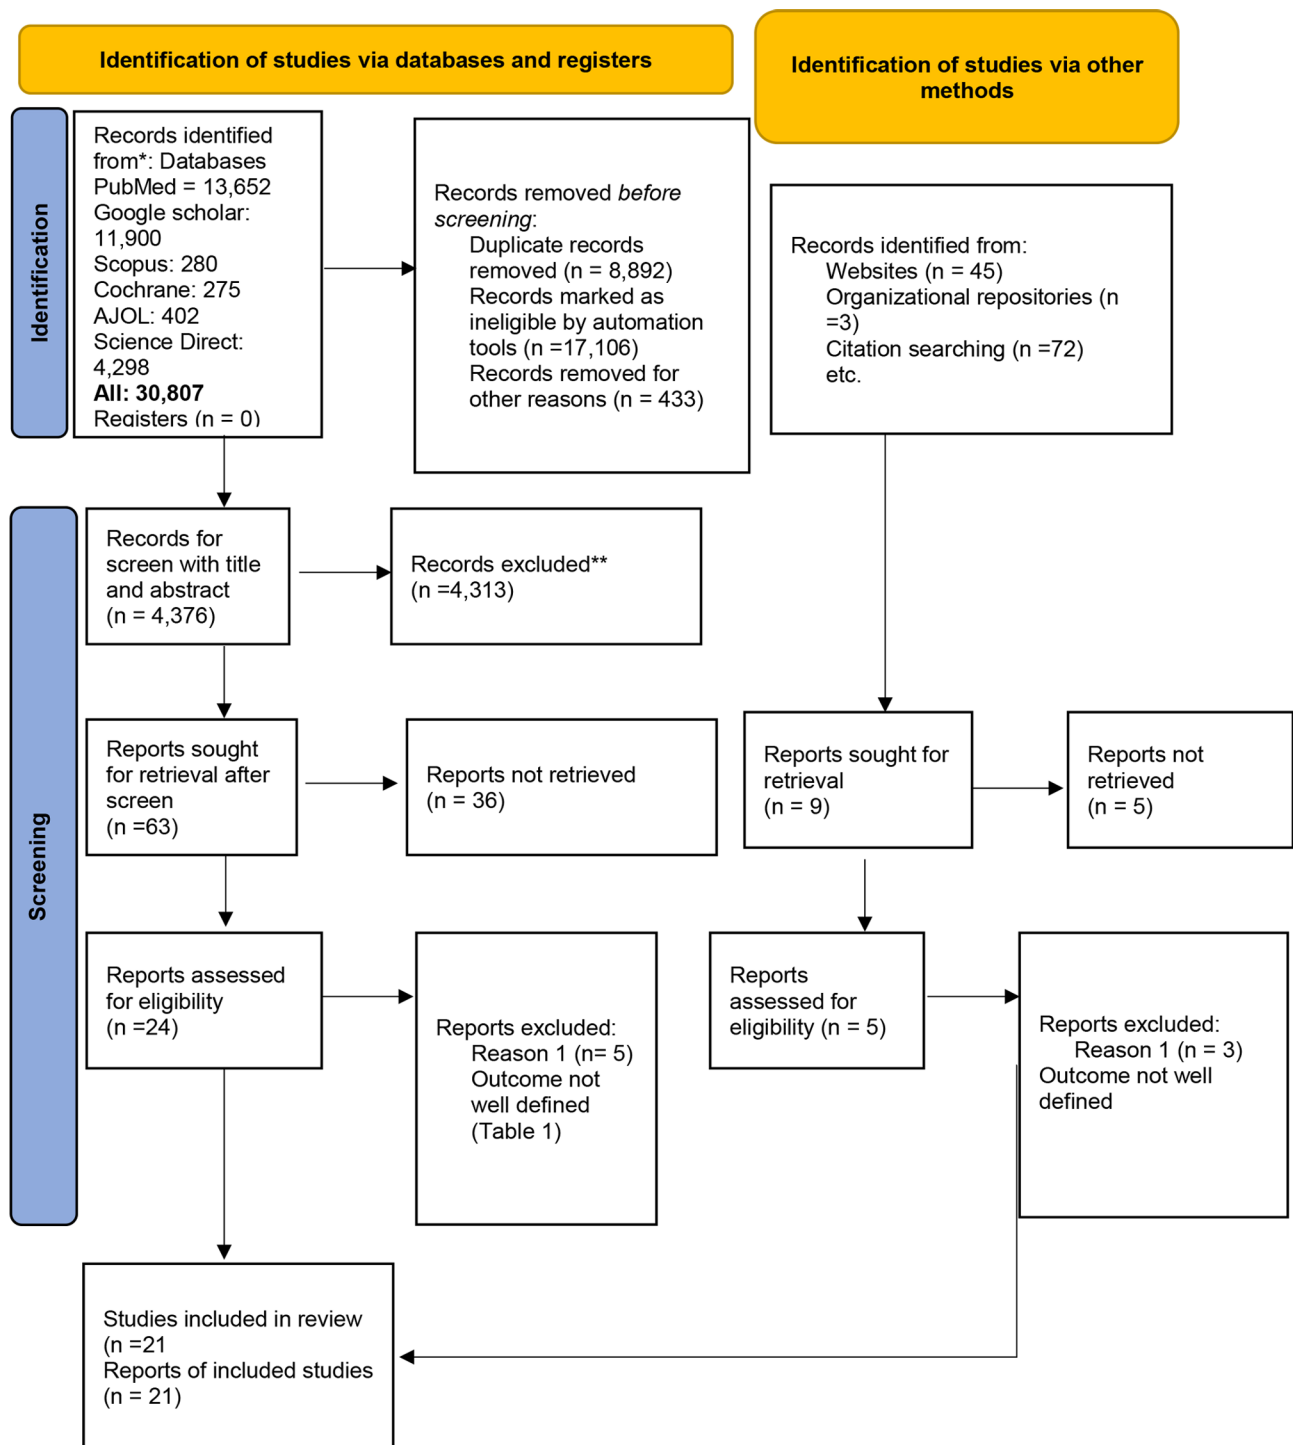 Identification of studies via databases and registers
Identification of studies via other
methods
Identification
Records identified
from*: Databases
PubMed = 13,652
Google scholar:
11,900
Scopus: 280
Cochrane: 275
AJOL: 402
Science Direct:
4,298
All: 30,807
Registers (n = 0)
Records removed before
screening:
Duplicate records
removed (n = 8,892)
Records marked as
ineligible by automation
tools (n =17,106)
Records removed for
other reasons (n = 433)
Records identified from:
Websites (n = 45)
Organizational repositories (n
=3)
Citation searching (n =72)
etc.
Screening
Records for
screen with title
and abstract
(n = 4,376)
Records excluded**
(n =4,313)
Reports sought
for retrieval after
screen
(n =63)
Reports not retrieved
(n = 36)
Reports sought for
retrieval
(n = 9)
Reports not
retrieved
(n = 5)
Reports assessed
for eligibility
(n =24)
Reports excluded:
Reason 1 (n= 5)
Outcome not
well defined
(Table 1)
Reports
assessed for
eligibility (n = 5)
Reports excluded:
Reason 1 (n = 3)
Outcome not well
defined
Studies included in review
(n =21
Reports of included studies
(n = 21)